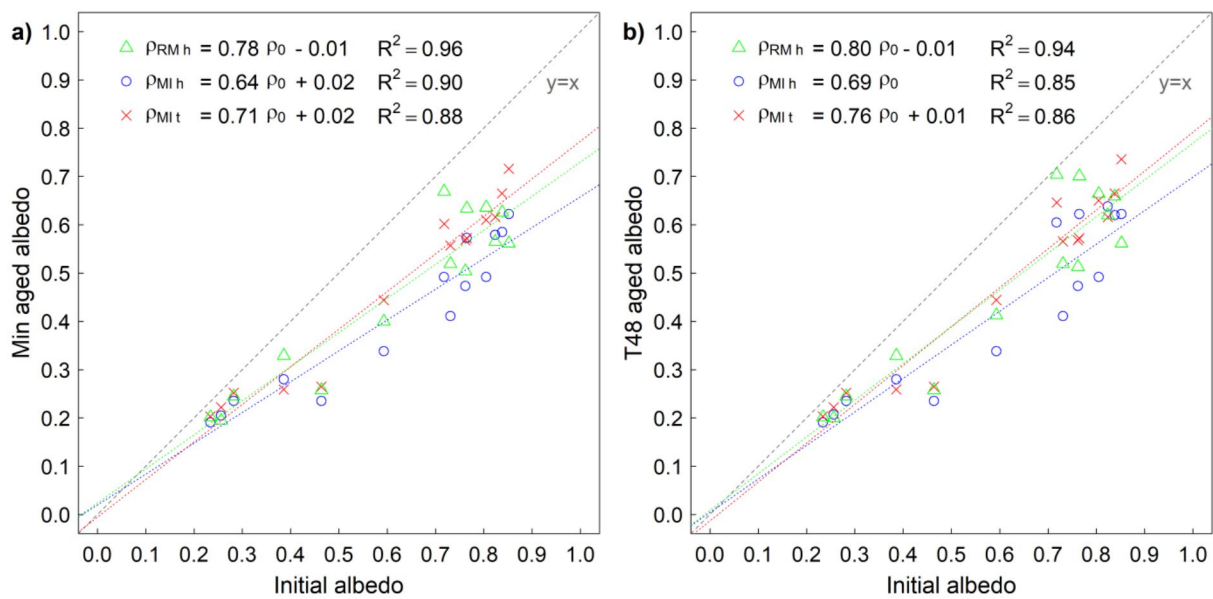 a)
ρRM h = 0.78 ρ0 - 0.01 R2 = 0.96
ρMI h = 0.64 ρ0 + 0.02 R2 = 0.90
ρMI t = 0.71 ρ0 + 0.02 R2 = 0.88
y=x
Min aged albedo
1.0
0.9
0.8
0.7
0.6
0.5
0.4
0.3
0.2
0.1
0.0
0.0 0.1 0.2 0.3 0.4 0.5 0.6 0.7 0.8 0.9 1.0
Initial albedo
b)
ρRM h = 0.80 ρ0 - 0.01 R2 = 0.94
ρMI h = 0.69 ρ0 R2 = 0.85
ρMI t = 0.76 ρ0 + 0.01 R2 = 0.86
y=x
T48 aged albedo
1.0
0.9
0.8
0.7
0.6
0.5
0.4
0.3
0.2
0.1
0.0
0.0 0.1 0.2 0.3 0.4 0.5 0.6 0.7 0.8 0.9 1.0
Initial albedo